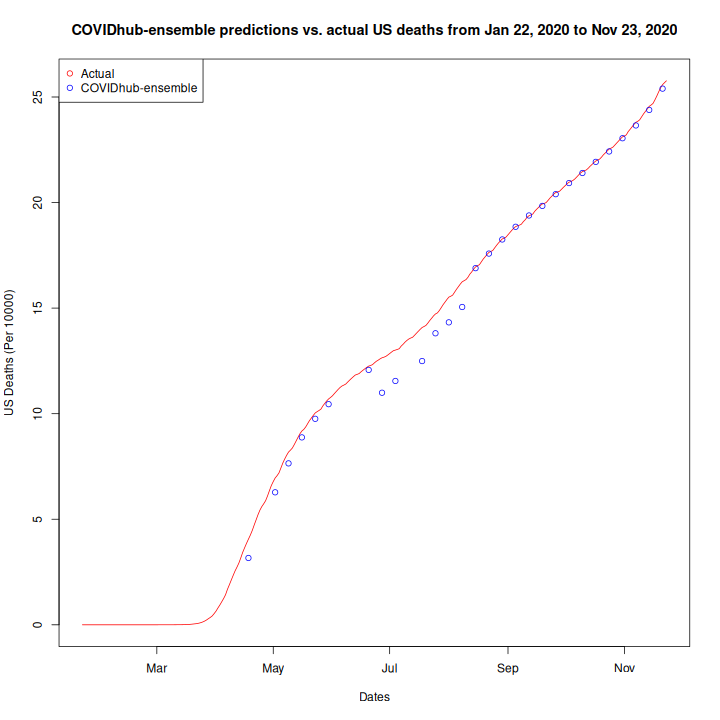 COVIDhub-ensemble predictions vs. actual US deaths from Jan 22, 2020 to Nov 23, 2020
Actual
COVIDhub-ensemble
25
20
15
10
5
0
US Deaths (Per 10000)
Mar May Jul Sep Nov
Dates